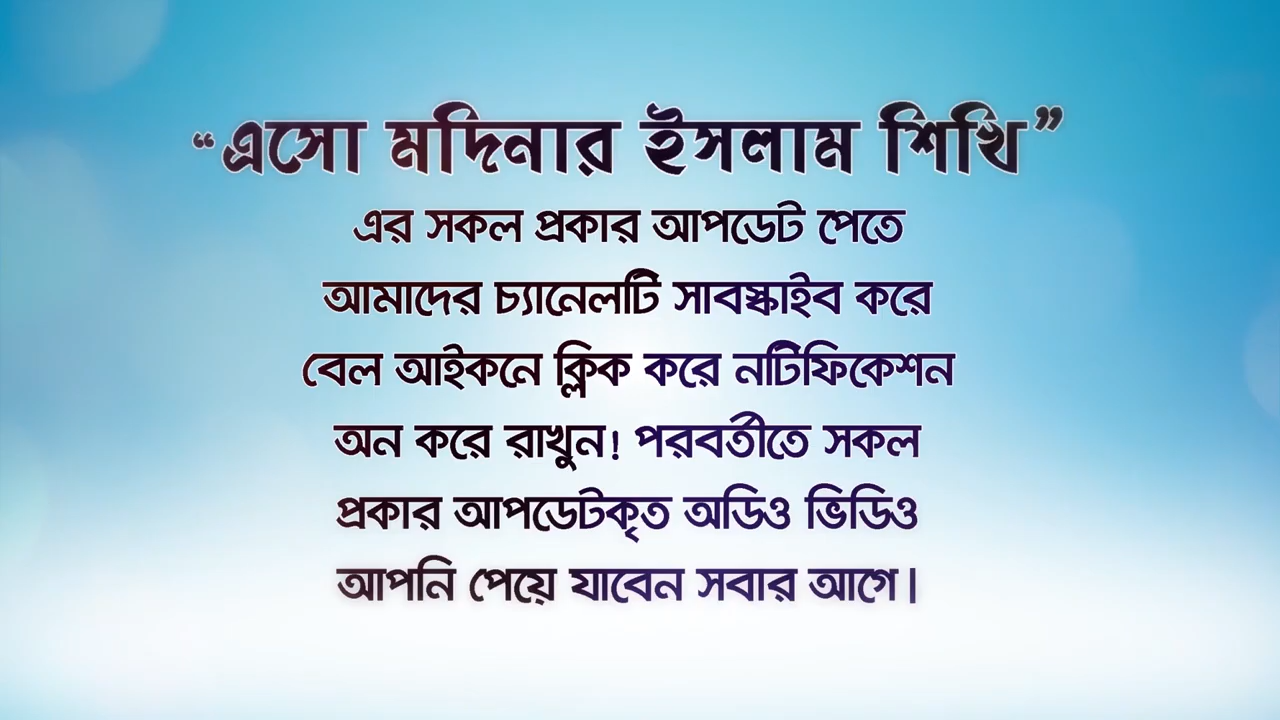 “এসো মদিনার ইসলাম শিখি”
এর সকল প্রকার আপডেট পেতে
আমাদের চ্যানেলটি সাবস্কাইব করে
বেল আইকনে ক্লিক করে নটিফিকেশন
অন করে রাখুন! পরবর্তীতে সকল
প্রকার আপডেটকৃত অডিও ভিডিও
আপনি পেয়ে যাবেন সবার আগে।